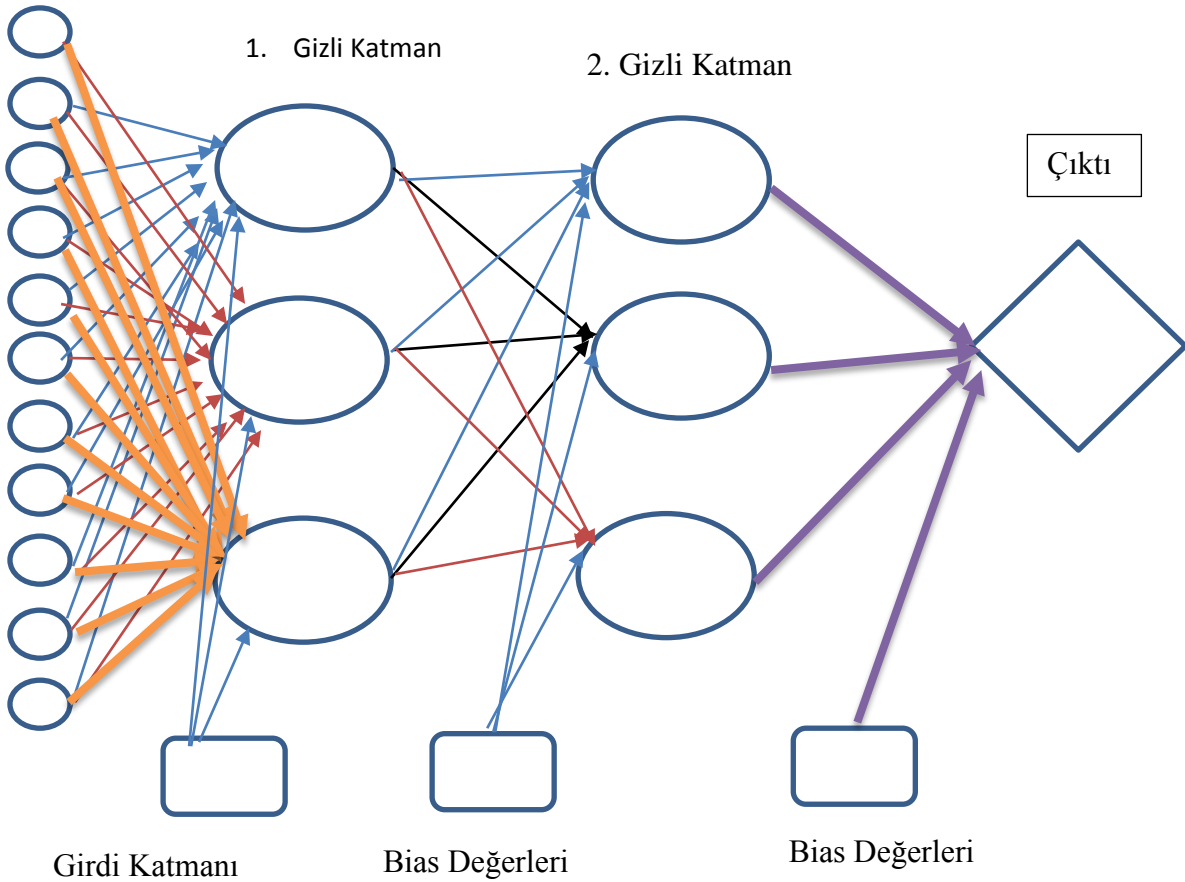 1. Gizli Katman
2. Gizli Katman
Çıktı
Girdi Katmanı
Bias Değerleri
Bias Değerleri